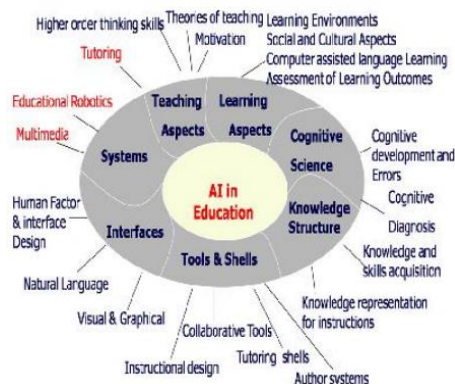 Higher order thinking skills
Theories of teaching
Motivation
Learning Environments
Social and Cultural Aspects
Computer assisted language Learning
Assessment of Learning Outcomes
Tutoring
Educational Robotics
Multimedia
Teaching
Aspects
Learning
Aspects
Systems
Cognitive
Science
Cognitive
development and
Errors
Cognitive
Diagnosis
AI in
Education
Knowledge
Structure
Knowledge and
skills acquisition
Human Factor
& interface
Design
Interfaces
Tools & Shells
Natural Language
Visual & Graphical
Knowledge representation
for instructions
Collaborative Tools
Instructional design
Tutoring shells
Author systems